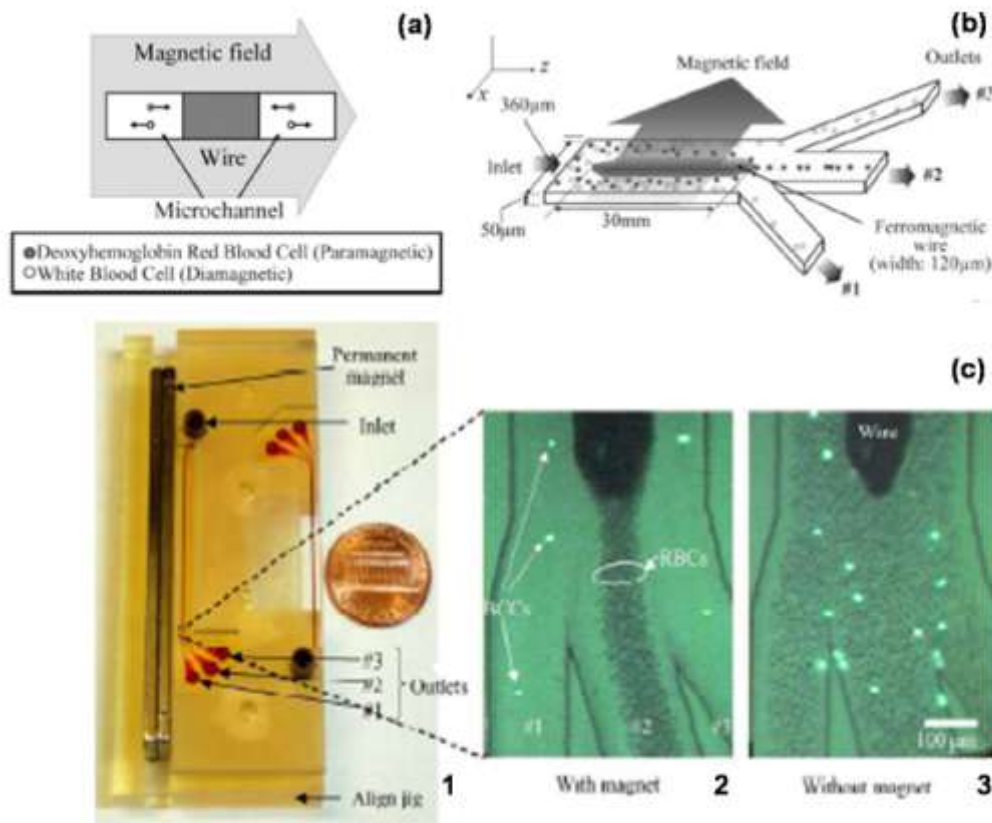 (a)
Magnetic field
Wire
Microchannel
Deoxyhemoglobin Red Blood Cell (Paramagnetic)
White Blood Cell (Diamagnetic)
(b)
z
x
Magnetic field
Outlets
#3
360μm
Inlet
#2
50μm
30mm
Ferromagnetic
wire
(width: 120μm)
#1
(c)
Permanent
magnet
Inlet
#3
#2
#1
Outlets
Align jig
1
RBCs
#1
#2
With magnet
2
Wire
100 μm
Without magnet
3